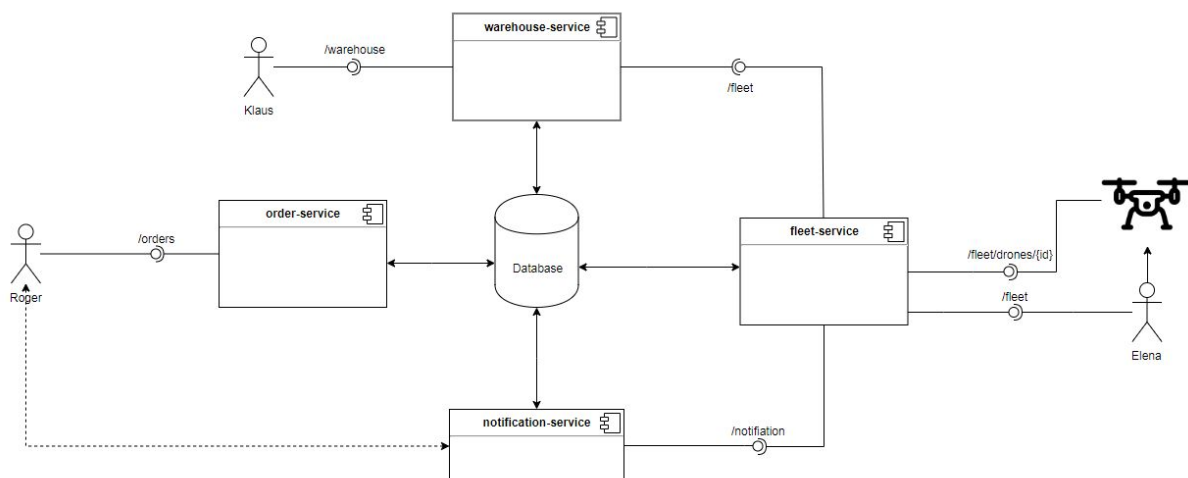 warehouse-service
/warehouse
/fleet
Klaus
order-service
fleet-service
/orders
/fleet/drones/{id}
Database
Roger
/fleet
Elena
notification-service
/notifiation